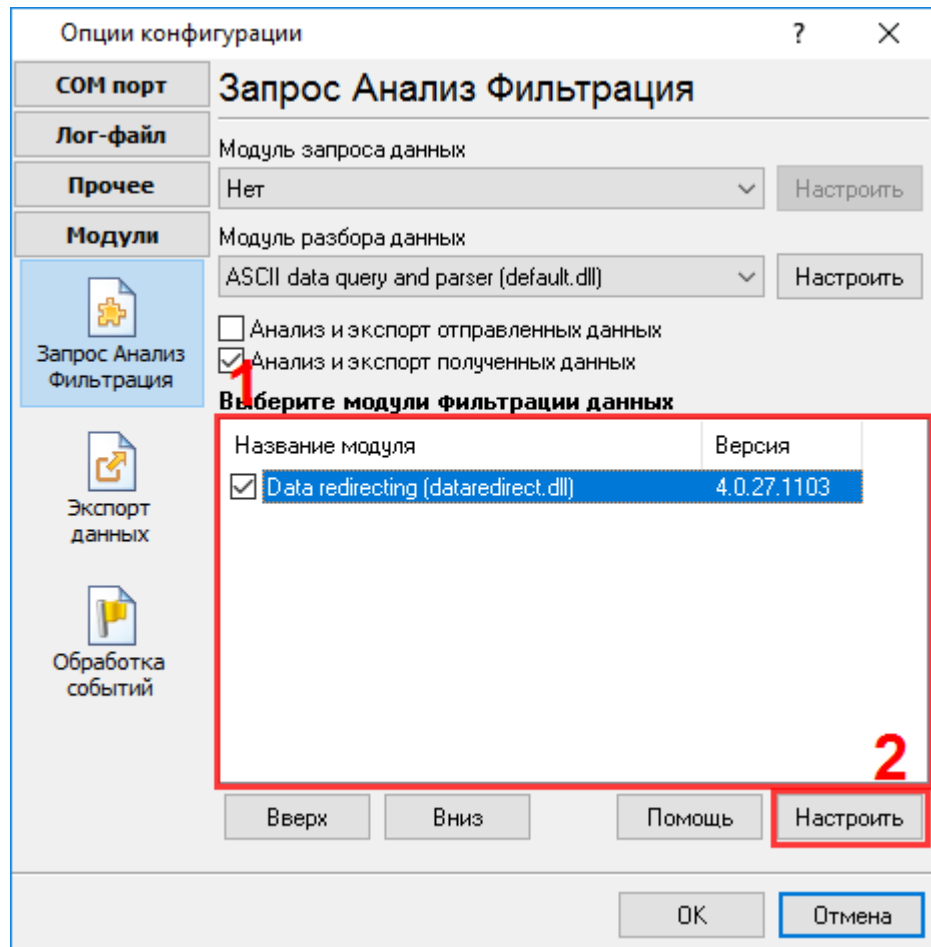 Опции конфигурации ? ×
COM порт
Лог-файл
Прочее
Модули
Запрос Анализ
Фильтрация
Экспорт
данных
Обработка
событий
Запрос Анализ Фильтрация
Модуль запроса данных
Нет
Настроить
Модуль разбора данных
ASCII data query and parser (default.dll)
Настроить
Анализ и экспорт отправленных данных
Анализ и экспорт полученных данных
1
Выберите модули фильтрации данных
Название модуля Версия
Data redirecting (dataredirect.dll) 4.0.27.1103
2
Вверх Вниз Помощь Настроить
OK Отмена